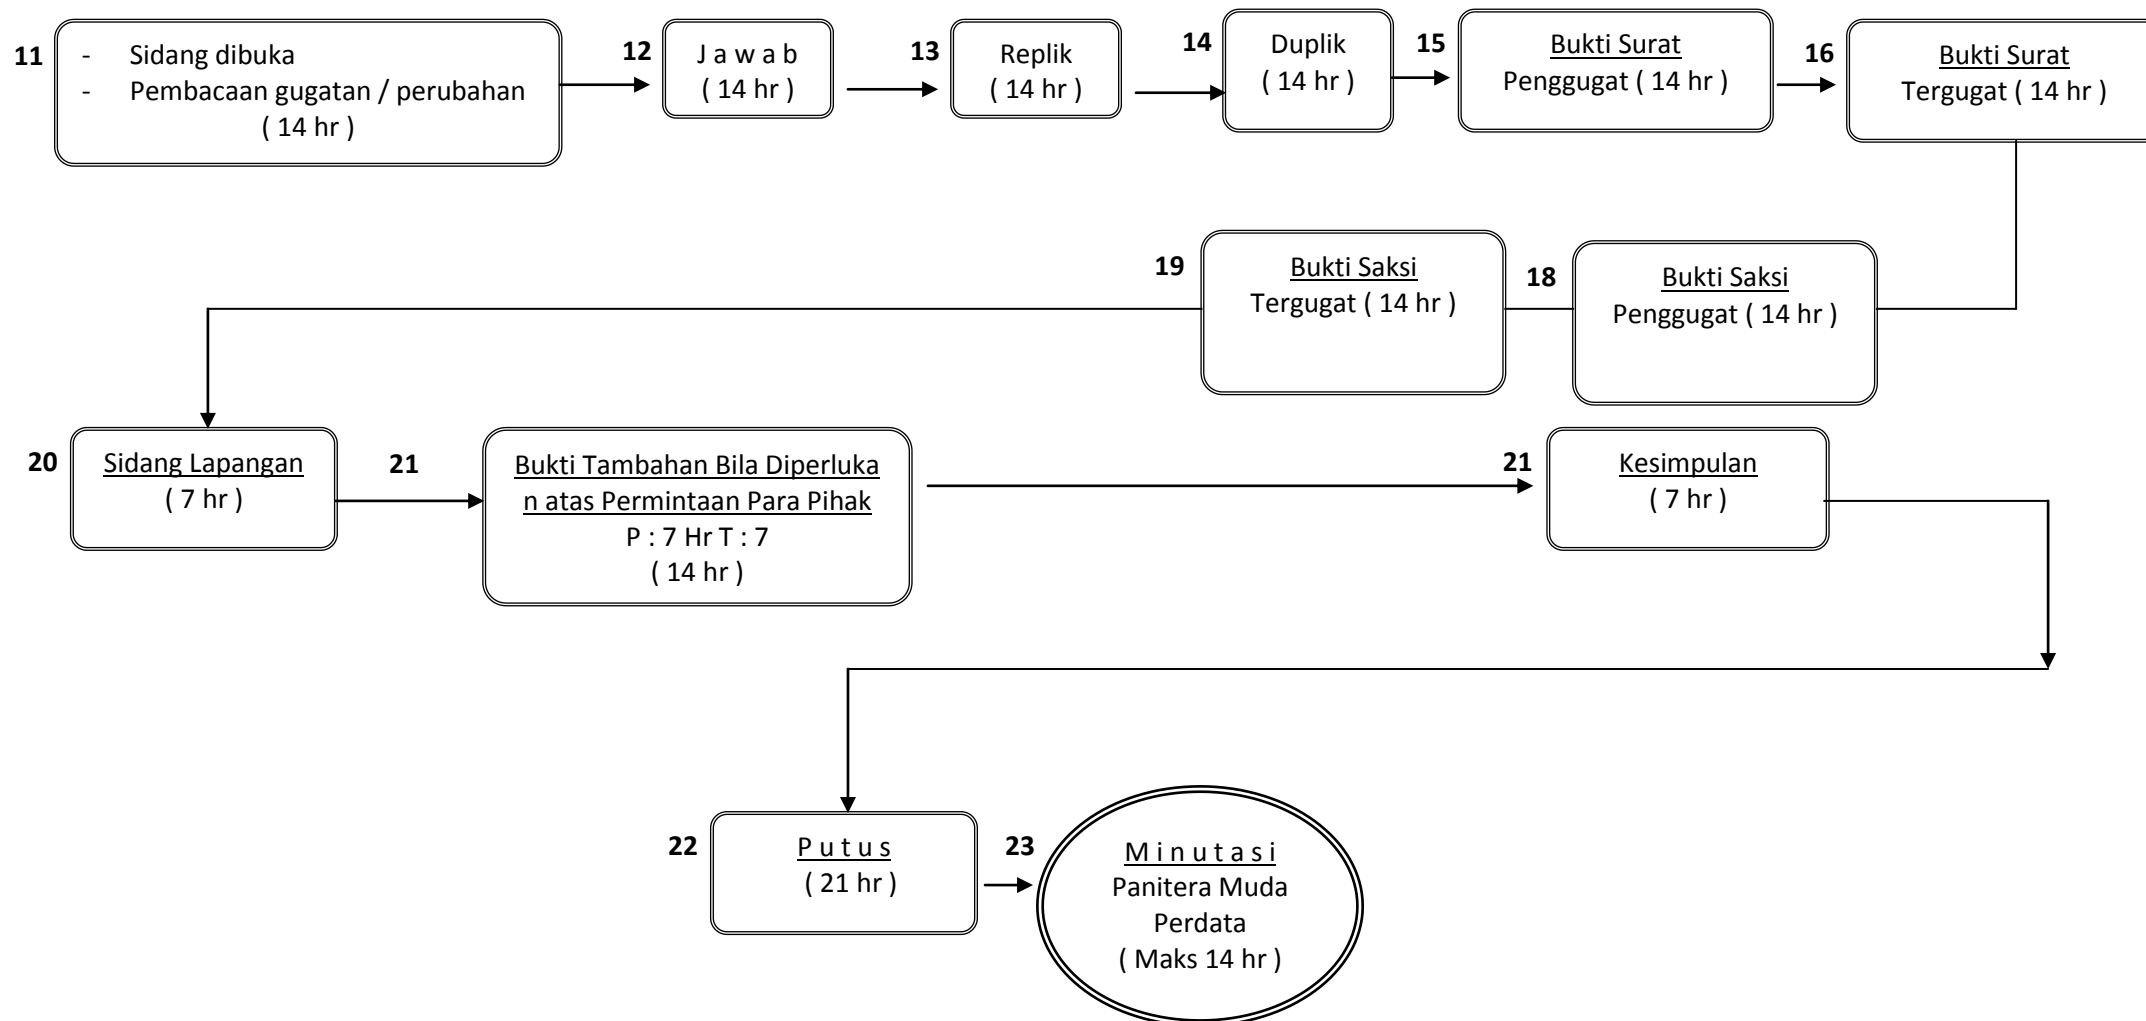 11
- Sidang dibuka
- Pembacaan gugatan / perubahan
( 14 hr )
12
J a w a b
( 14 hr )
13
Replik
( 14 hr )
14
Duplik
( 14 hr )
15
Bukti Surat
Penggugat ( 14 hr )
16
Bukti Surat
Tergugat ( 14 hr )
19
Bukti Saksi
Tergugat ( 14 hr )
18
Bukti Saksi
Penggugat ( 14 hr )
20
Sidang Lapangan
( 7 hr )
21
Bukti Tambahan Bila Diperluka
n atas Permintaan Para Pihak
P : 7 Hr T : 7
( 14 hr )
21
Kesimpulan
( 7 hr )
22
P u t u s
( 21 hr )
23
M i n u t a s i
Panitera Muda
Perdata
( Maks 14 hr )